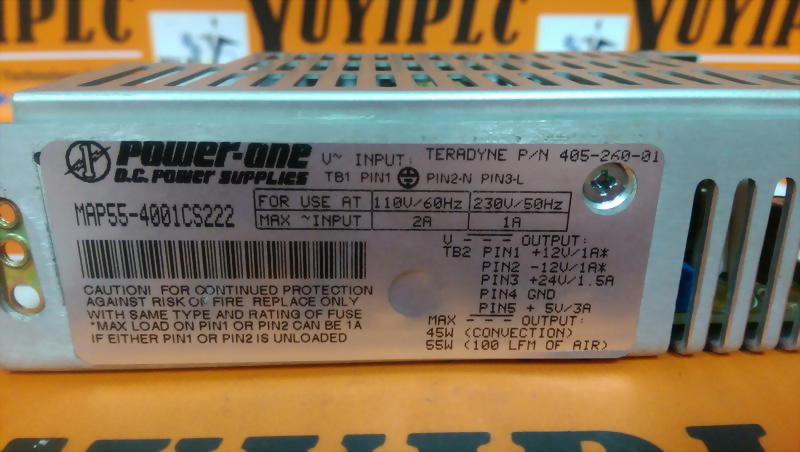 YUYIPLC
POWER-ONE
D.C. POWER SUPPLIES
V~ INPUT: TERADYNE P/N 405-260-01
TB1 PIN1 PIN2-N PIN3-L
MAP55-4001CS222
FOR USE AT 110V/60Hz 230V/50Hz
MAX ~INPUT 2A 1A
V --- OUTPUT:
TB2 PIN1 +12V/1A*
PIN2 -12V/1A*
PIN3 +24V/1.5A
PIN4 GND
PIN5 + 5V/3A
MAX --- OUTPUT:
45W (CONVECTION)
55W (100 LFM OF AIR)
CAUTION! FOR CONTINUED PROTECTION
AGAINST RISK OF FIRE REPLACE ONLY
WITH SAME TYPE AND RATING OF FUSE
*MAX LOAD ON PIN1 OR PIN2 CAN BE 1A
IF EITHER PIN1 OR PIN2 IS UNLOADED